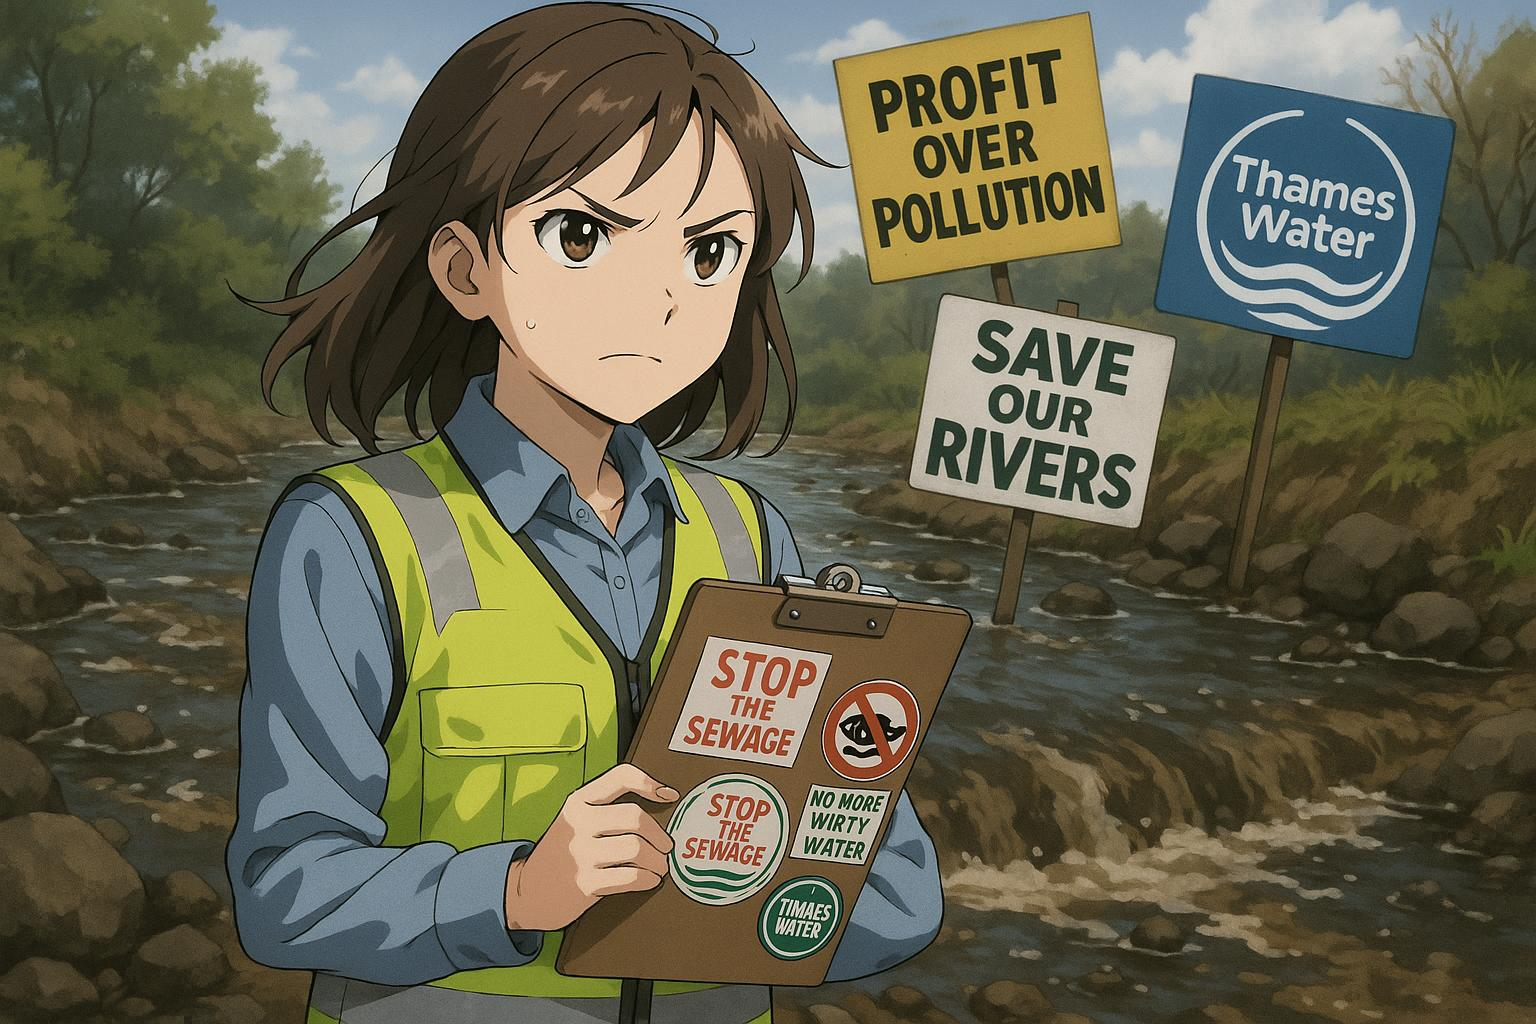 PROFIT
OVER
POLLUTION
Thames
Water
SAVE
OUR
RIVERS
STOP
THE
SEWAGE
STOP
THE
SEWAGE
NO MORE
WIRTY
WATER
TIMAES
WATER